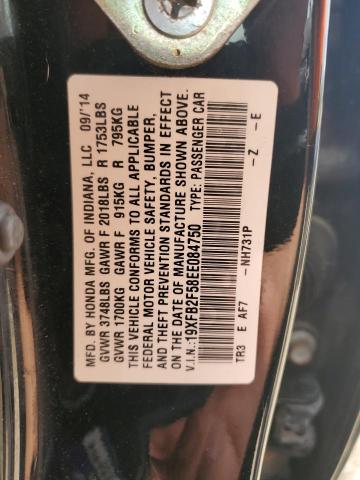 MFD. BY HONDA MFG. OF INDIANA, LLC 09/'14
GVWR 3748LBS GAWR F 2018LBS R 1753LBS
GVWR 1700KG GAWR F 915KG R 795KG
THIS VEHICLE CONFORMS TO ALL APPLICABLE
FEDERAL MOTOR VEHICLE SAFETY, BUMPER,
AND THEFT PREVENTION STANDARDS IN EFFECT
ON THE DATE OF MANUFACTURE SHOWN ABOVE.
V.I.N.:19XFB2F58EE084750 TYPE: PASSENGER CAR
TR3 E AF7 -NH731P -Z -E